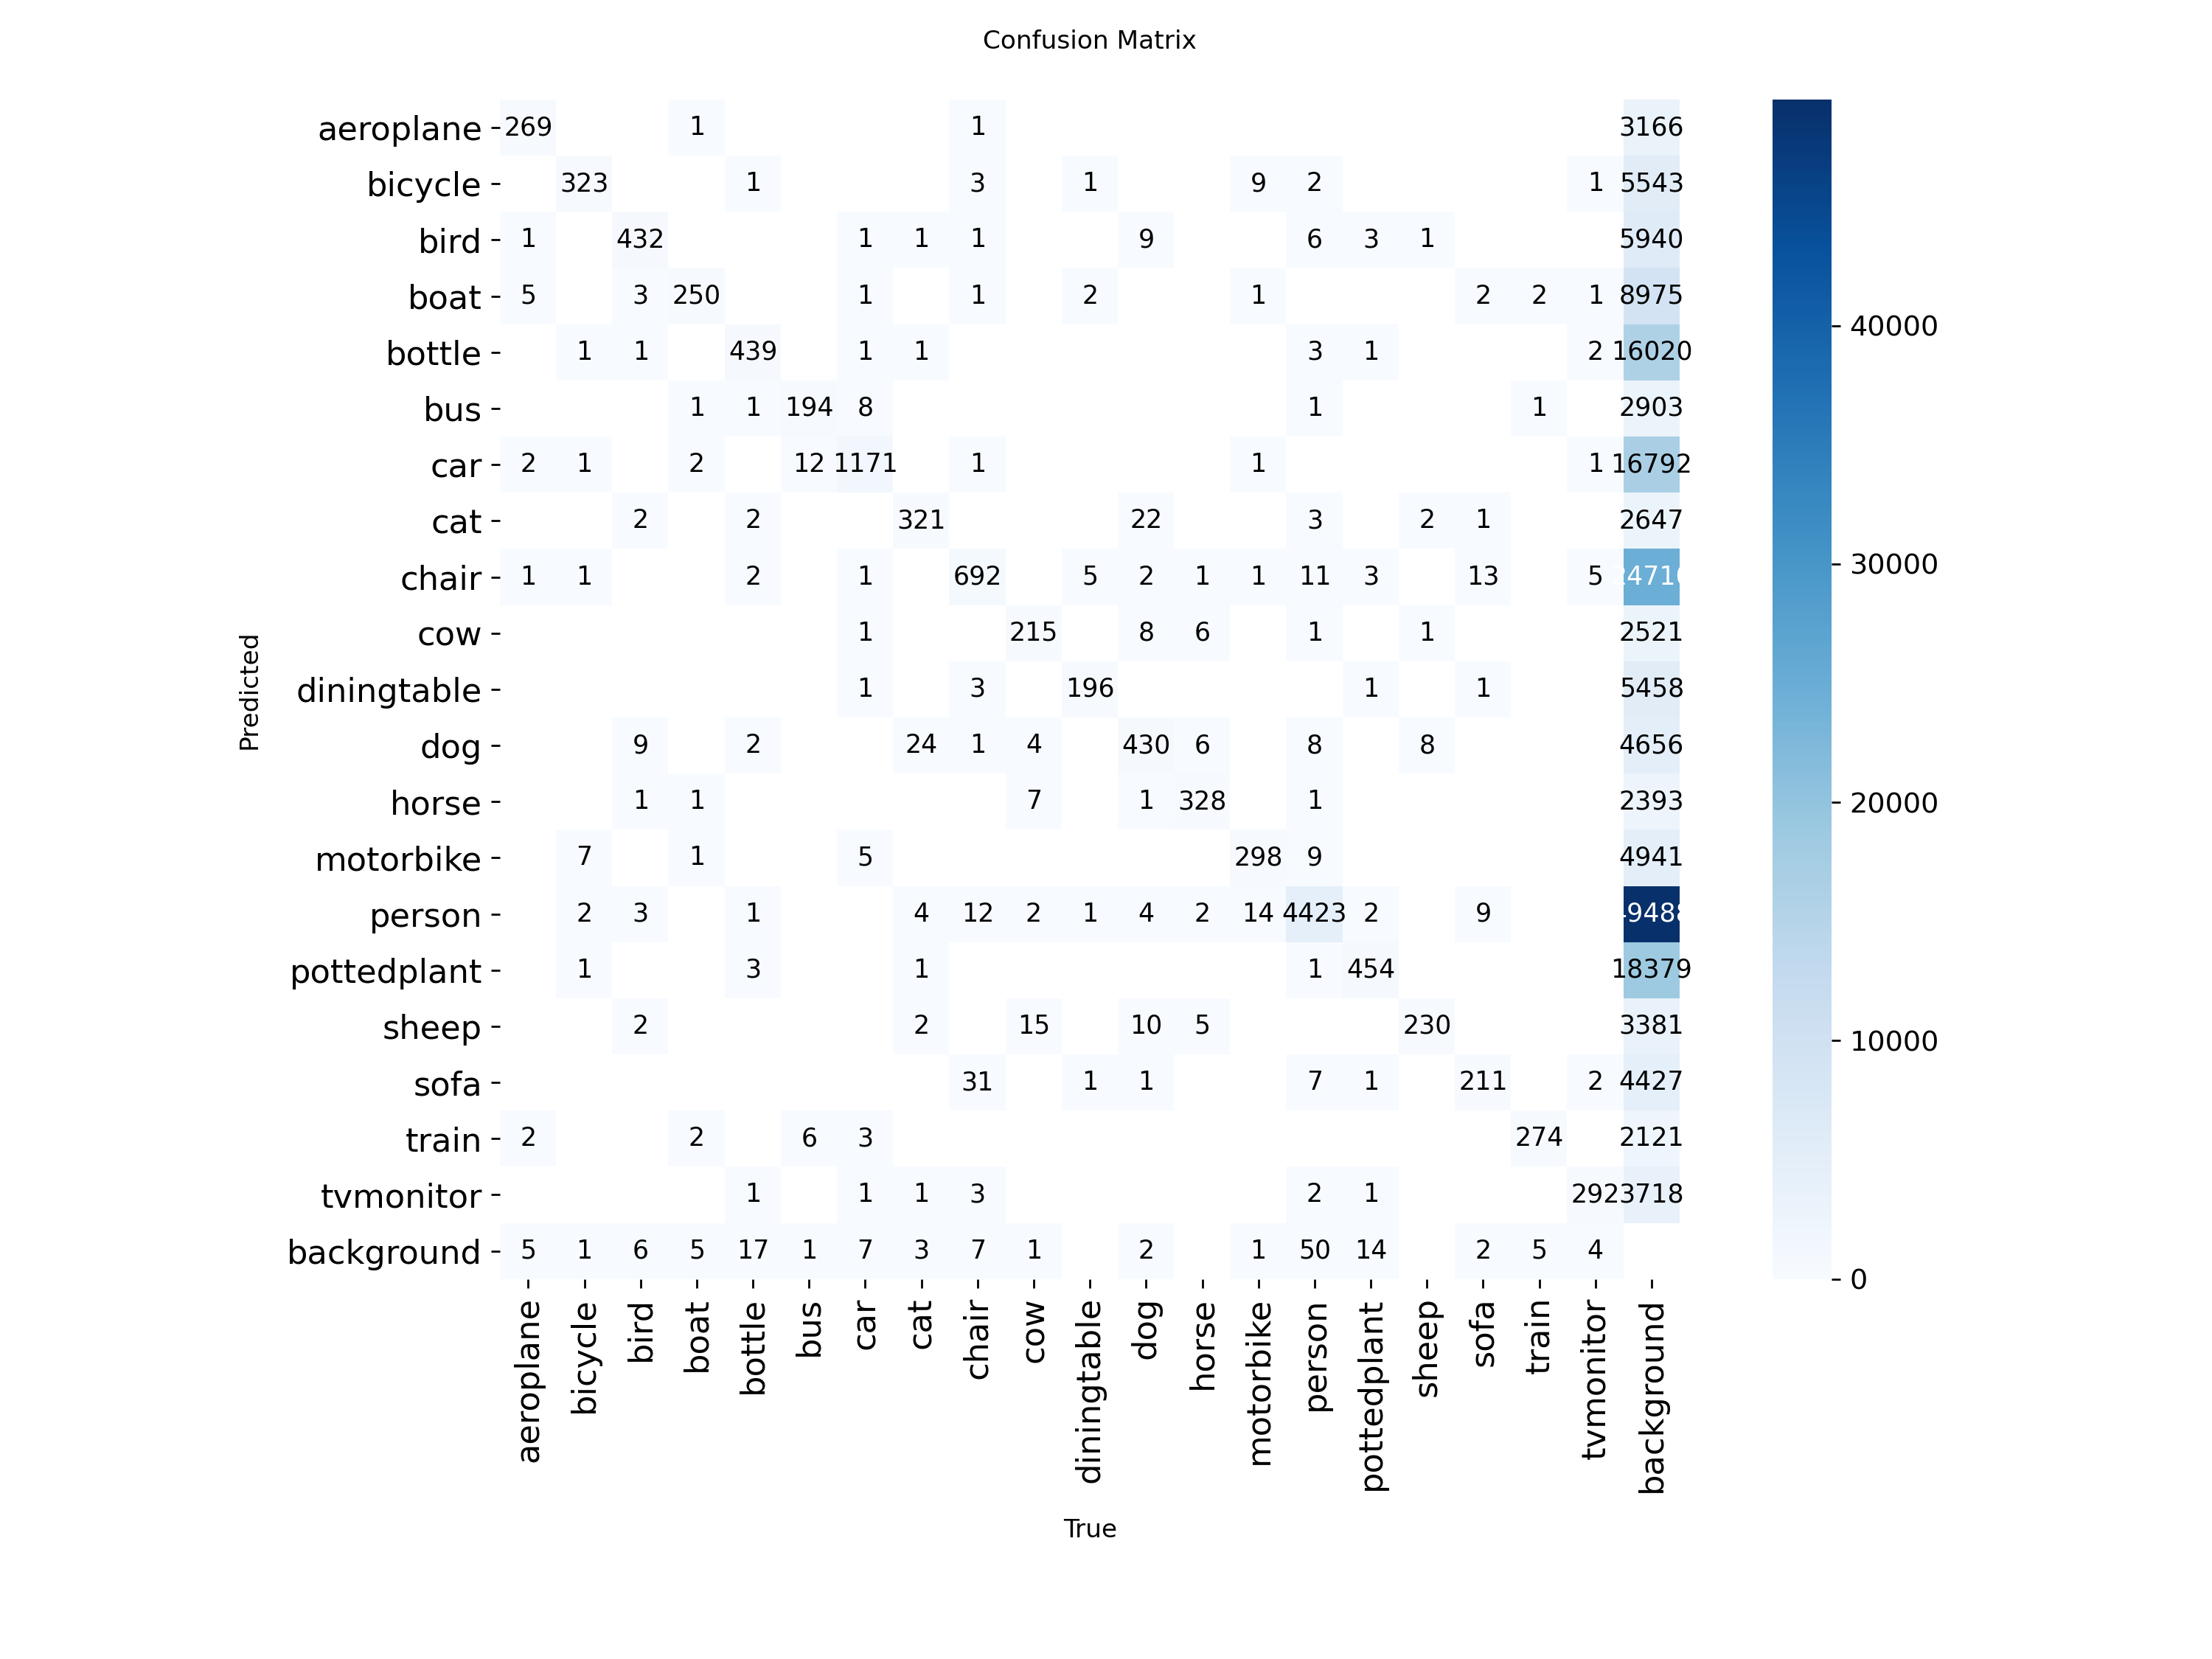 Confusion Matrix
aeroplane 269 1 1 3166
bicycle 323 1 3 1 9 2 1 5543
bird 1 432 1 1 1 9 6 3 1 5940
boat 5 3 250 1 1 2 1 2 2 1 8975
bottle 1 1 439 1 1 3 1 2 16020
bus 1 1 194 8 1 1 2903
car 2 1 2 12 1171 1 1 1 16792
cat 2 2 321 22 3 2 1 2647
chair 1 1 2 1 692 5 2 1 1 11 3 13 5
cow 1 215 8 6 1 1 2521
diningtable 1 3 196 1 1 5458
dog 9 2 24 1 4 430 6 8 8 4656
horse 1 1 7 1 328 1 2393
motorbike 7 1 5 298 9 4941
person 2 3 1 4 12 2 1 4 2 14 4423 2 9 49488
pottedplant 1 3 1 1 454 18379
sheep 2 2 15 10 5 230 3381
sofa 31 1 1 7 1 211 2 4427
train 2 2 6 3 274 2121
tvmonitor 1 1 1 3 2 1 292 3718
background 5 1 6 5 17 1 7 3 7 1 2 1 50 14 2 5 4
aeroplane bicycle bird boat bottle bus car cat chair cow diningtable dog horse motorbike person pottedplant sheep sofa train tvmonitor background
True
Predicted
40000
30000
20000
10000
0